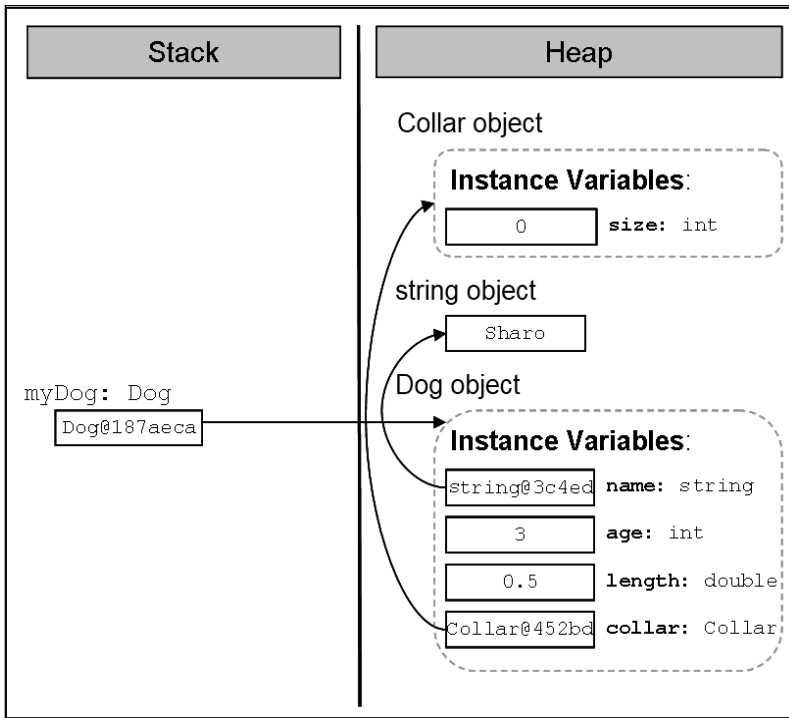 Stack
Heap
Collar object
Instance Variables:
0 size: int
string object
Sharo
myDog: Dog
Dog@187aeca
Dog object
Instance Variables:
string@3c4ed name: string
3 age: int
0.5 length: double
Collar@452bd collar: Collar